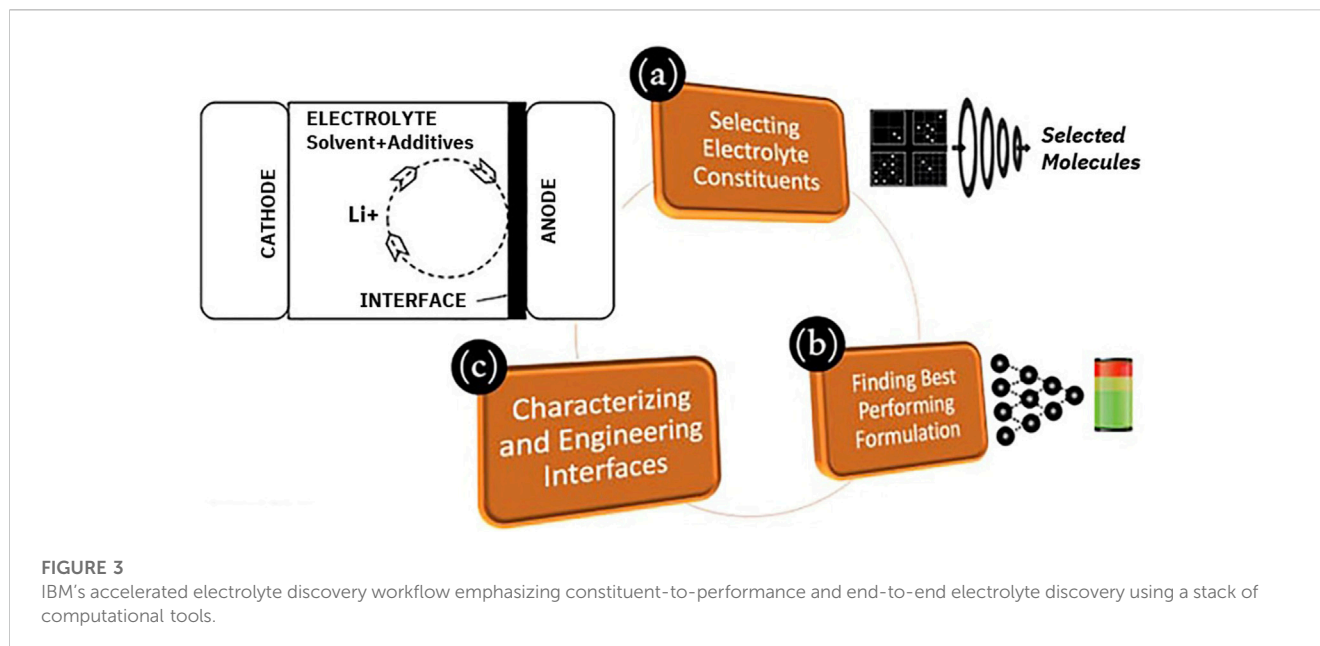 CATHODE
ELECTROLYTE
Solvent+Additives
Li+
INTERFACE
ANODE
(a)
Selecting
Electrolyte
Constituents
Selected
Molecules
(b)
Finding Best
Performing
Formulation
(c)
Characterizing
and Engineering
Interfaces
FIGURE 3
IBM's accelerated electrolyte discovery workflow emphasizing constituent-to-performance and end-to-end electrolyte discovery using a stack of
computational tools.